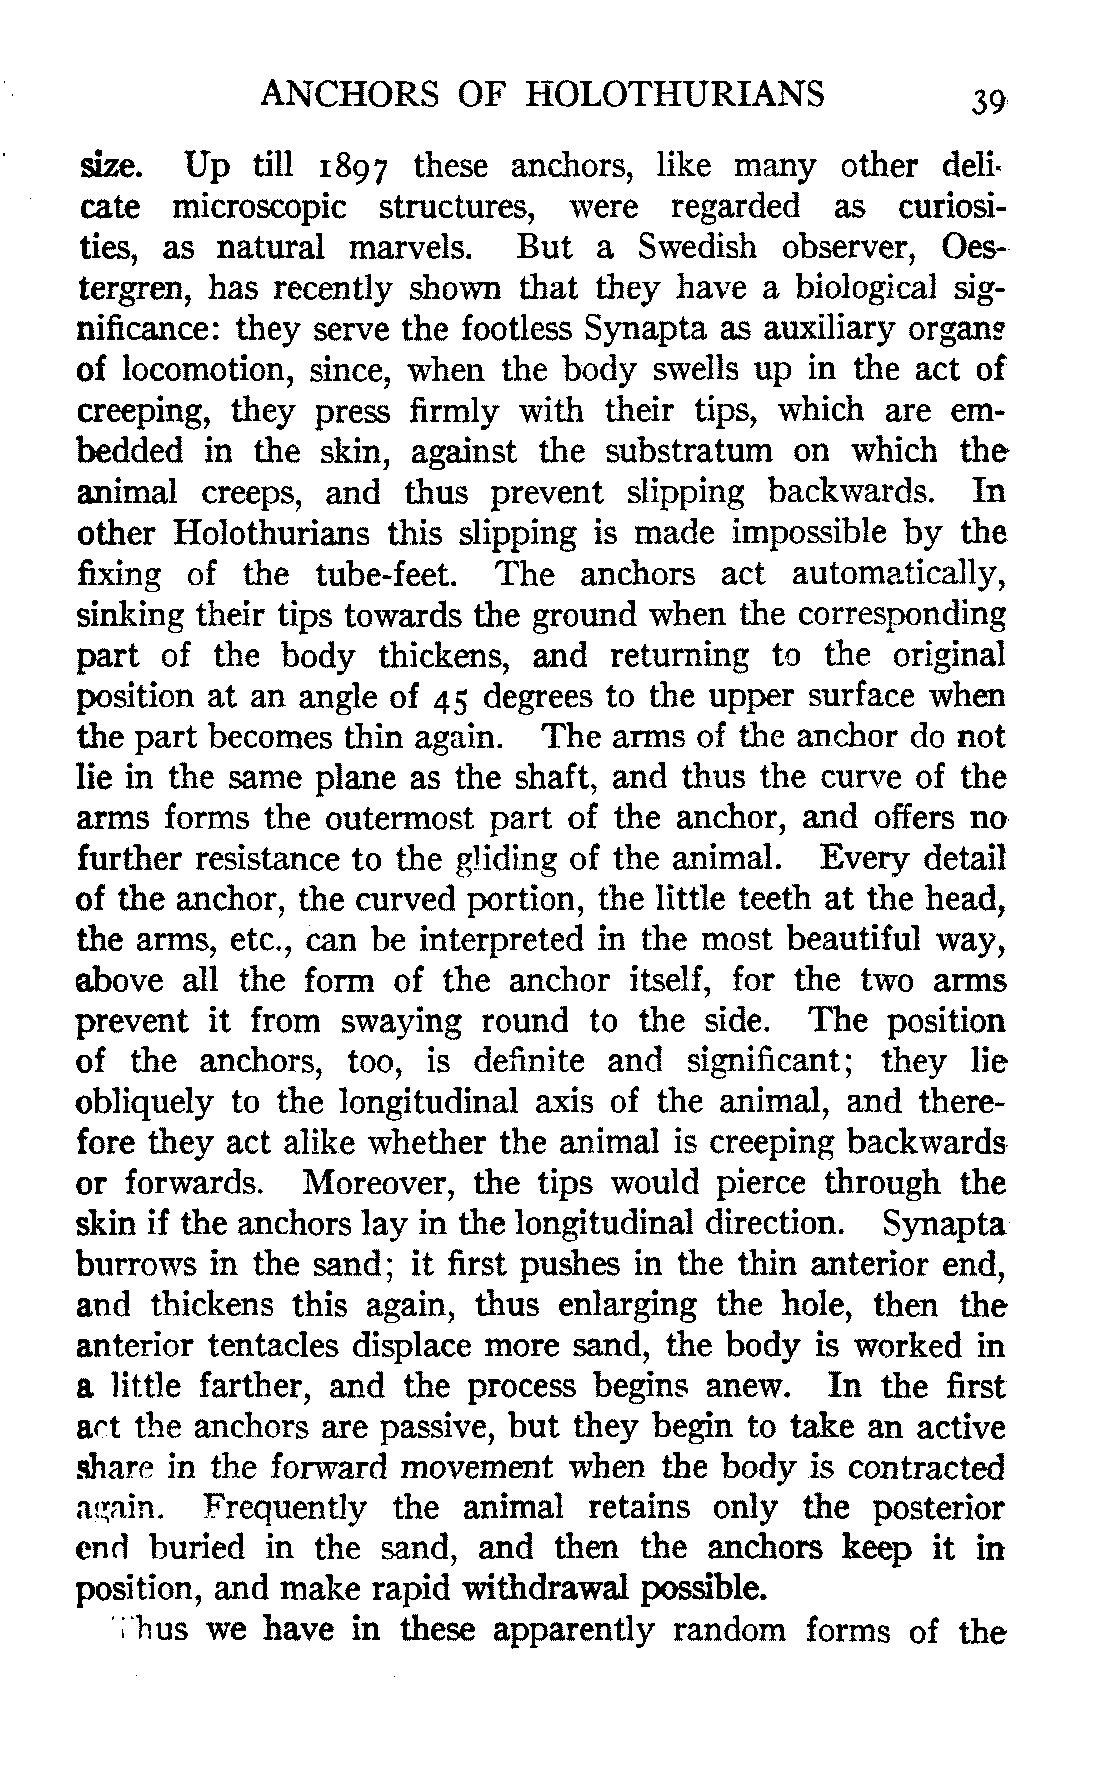 ANCHORS OF HOLOTHURIANS 39
size. Up till 1897 these anchors, like many other deli-
cate microscopic structures, were regarded as curiosi-
ties, as natural marvels. But a Swedish observer, Oes-
tergren, has recently shown that they have a biological sig-
nificance: they serve the footless Synapta as auxiliary organs
of locomotion, since, when the body swells up in the act of
creeping, they press firmly with their tips, which are em-
bedded in the skin, against the substratum on which the
animal creeps, and thus prevent slipping backwards. In
other Holothurians this slipping is made impossible by the
fixing of the tube-feet. The anchors act automatically,
sinking their tips towards the ground when the corresponding
part of the body thickens, and returning to the original
position at an angle of 45 degrees to the upper surface when
the part becomes thin again. The arms of the anchor do not
lie in the same plane as the shaft, and thus the curve of the
arms forms the outermost part of the anchor, and offers no
further resistance to the gliding of the animal. Every detail
of the anchor, the curved portion, the little teeth at the head,
the arms, etc., can be interpreted in the most beautiful way,
above all the form of the anchor itself, for the two arms
prevent it from swaying round to the side. The position
of the anchors, too, is definite and significant; they lie
obliquely to the longitudinal axis of the animal, and there-
fore they act alike whether the animal is creeping backwards
or forwards. Moreover, the tips would pierce through the
skin if the anchors lay in the longitudinal direction. Synapta
burrows in the sand; it first pushes in the thin anterior end,
and thickens this again, thus enlarging the hole, then the
anterior tentacles displace more sand, the body is worked in
a little farther, and the process begins anew. In the first
act the anchors are passive, but they begin to take an active
share in the forward movement when the body is contracted
again. Frequently the animal retains only the posterior
end buried in the sand, and then the anchors keep it in
position, and make rapid withdrawal possible.
Thus we have in these apparently random forms of the